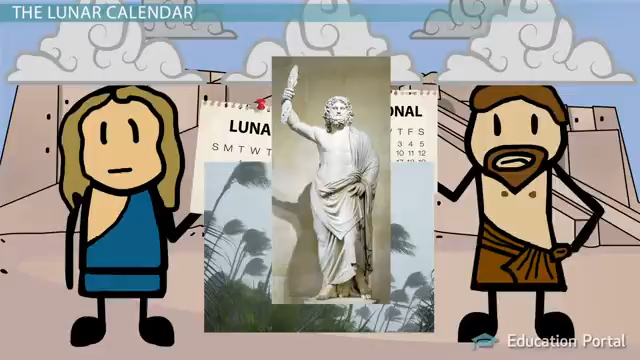 THE LUNAR CALENDAR
LUNA
ONAL
S M T W T
T F S
3 4 5
10 11 12
Education Portal